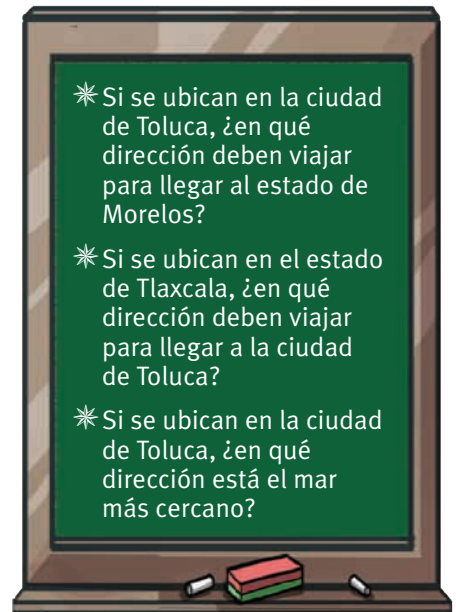 ✴ Si se ubican en la ciudad
de Toluca, ¿en qué
dirección deben viajar
para llegar al estado de
Morelos?
✴ Si se ubican en el estado
de Tlaxcala, ¿en qué
dirección deben viajar
para llegar a la ciudad
de Toluca?
✴ Si se ubican en la ciudad
de Toluca, ¿en qué
dirección está el mar
más cercano?